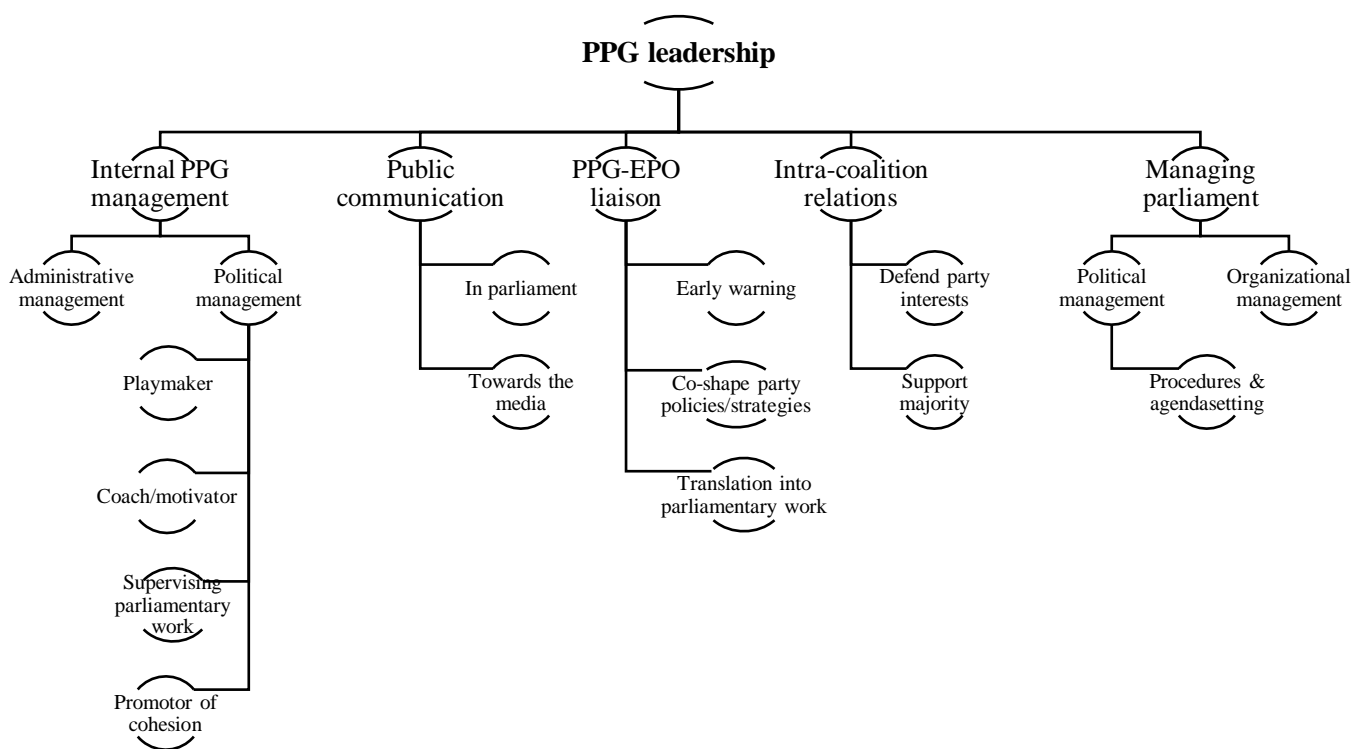 PPG leadership
Internal PPG
management
Public
communication
PPG-EPO
liaison
Intra-coalition
relations
Managing
parliament
Administrative
management
Political
management
In parliament
Early warning
Defend party
interests
Political
management
Organizational
management
Playmaker
Towards the
media
Co-shape party
policies/strategies
Support
majority
Procedures &
agendasetting
Coach/motivator
Translation into
parliamentary work
Supervising
parliamentary
work
Promotor of
cohesion